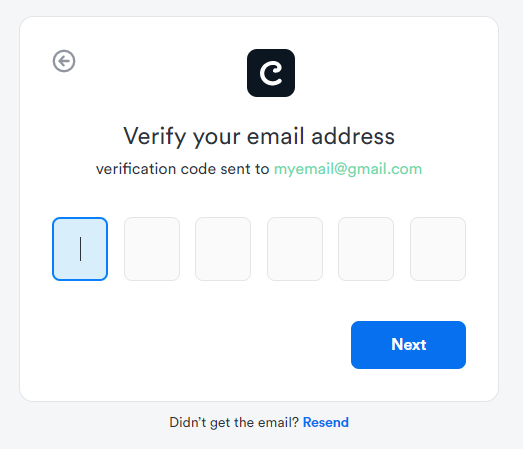 Verify your email address
verification code sent to myemail@gmail.com
Next
Didn't get the email? Resend